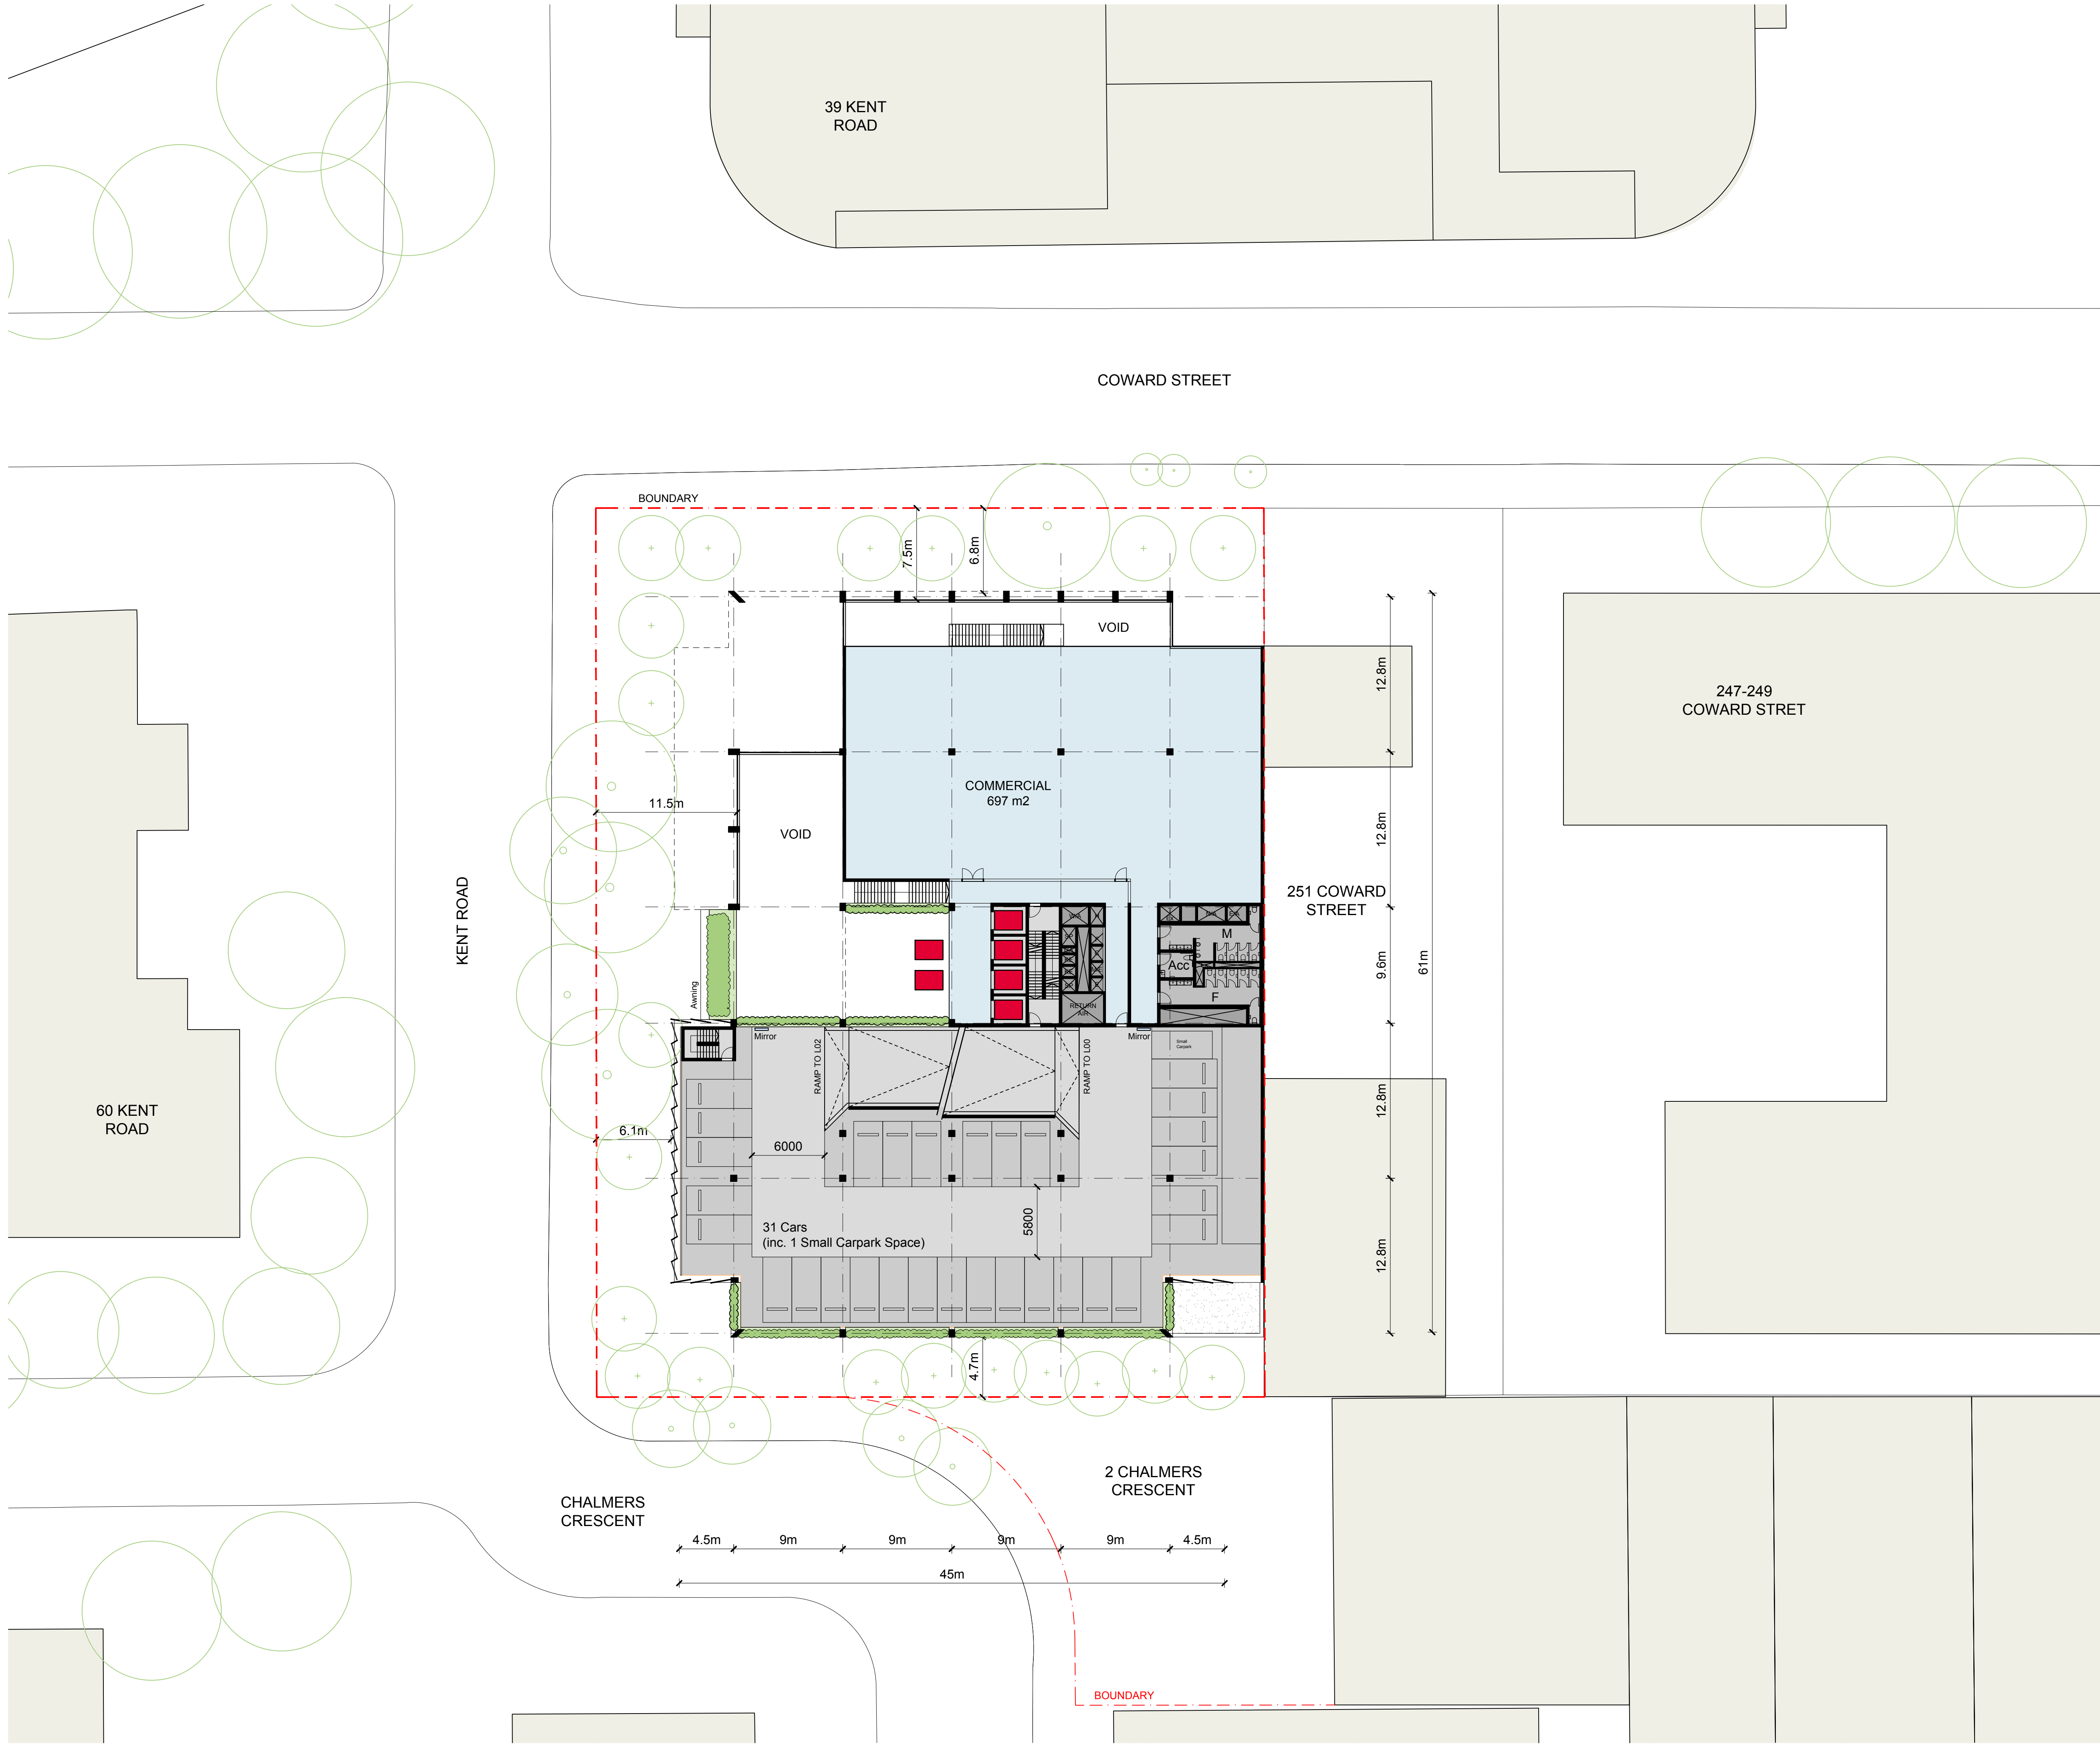 39 KENT
ROAD
COWARD STREET
BOUNDARY
7.5m
6.8m
VOID
12.8m
247-249
COWARD STRET
COMMERCIAL
697 m2
11.5m
VOID
12.8m
KENT ROAD
251 COWARD
STREET
M
Acc
F
9.6m
61m
Awning
RETURN
AIR
Mirror
RAMP TO L02
RAMP TO L00
Mirror
Small
Carpark
60 KENT
ROAD
6.1m
6000
12.8m
5800
31 Cars
(inc. 1 Small Carpark Space)
12.8m
4.7m
2 CHALMERS
CRESCENT
CHALMERS
CRESCENT
4.5m
9m
9m
9m
9m
4.5m
45m
BOUNDARY